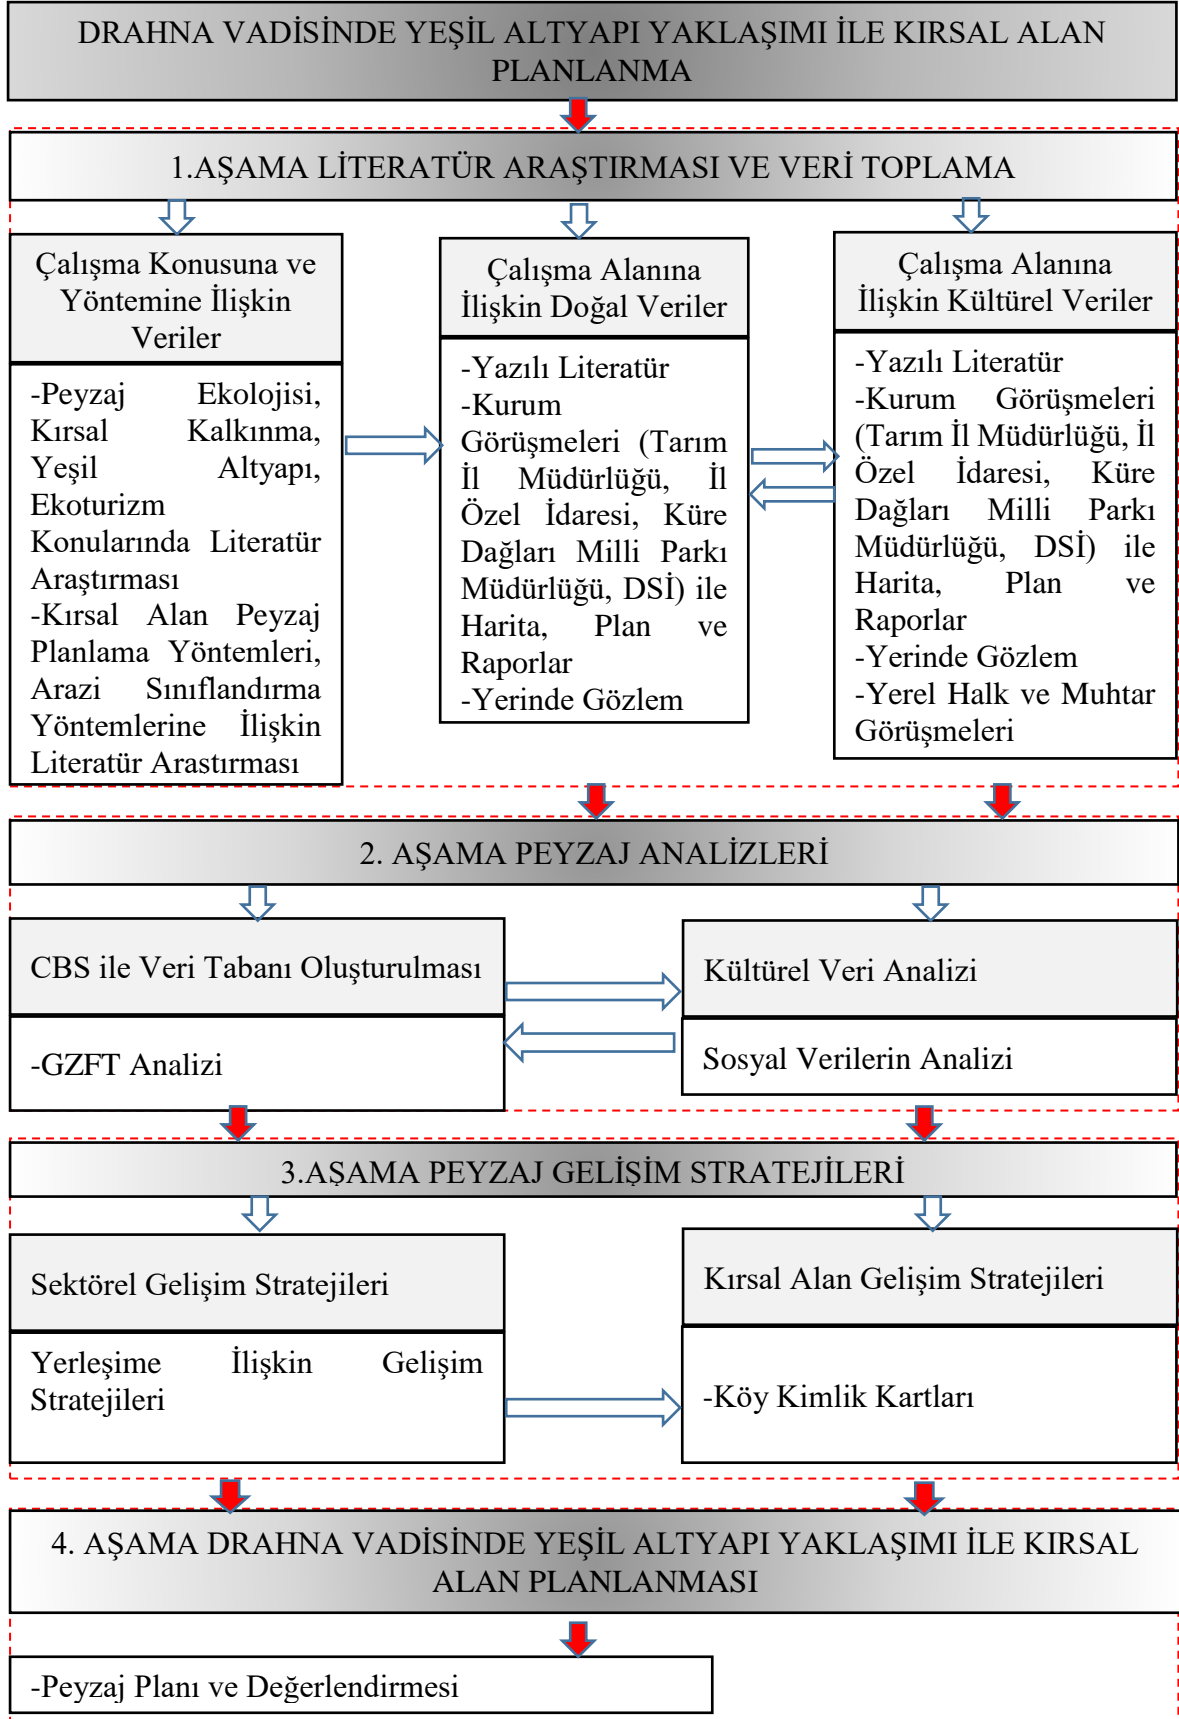 DRAHNA VADİSİNDE YEŞİL ALTYAPI YAKLAŞIMI İLE KIRSAL ALAN
PLANLANMA
1.AŞAMA LİTERATÜR ARAŞTIRMASI VE VERİ TOPLAMA
Çalışma Konusuna ve
Yöntemine İlişkin
Veriler
-Peyzaj Ekolojisi,
Kırsal Kalkınma,
Yeşil Altyapı,
Ekoturizm
Konularında Literatür
Araştırması
-Kırsal Alan Peyzaj
Planlama Yöntemleri,
Arazi Sınıflandırma
Yöntemlerine İlişkin
Literatür Arastırması
Çalışma Alanına
İlişkin Doğal Veriler
-Yazılı Literatür
-Kurum
Görüşmeleri (Tarım
İl Müdürlüğü, İl
Özel İdaresi, Küre
Dağları Milli Parkı
Müdürlüğü, DSİ) ile
Harita, Plan ve
Raporlar
-Yerinde Gözlem
Çalışma Alanına
İlişkin Kültürel Veriler
-Yazılı Literatür
-Kurum Görüşmeleri
(Tarım İl Müdürlüğü, İl
Özel İdaresi, Küre
Dağları Milli Parkı
Müdürlüğü, DSİ) ile
Harita, Plan ve
Raporlar
-Yerinde Gözlem
-Yerel Halk ve Muhtar
Görüşmeleri
2. AŞAMA PEYZAJ ANALİZLERİ
CBS ile Veri Tabanı Oluşturulması
-GZFT Analizi
Kültürel Veri Analizi
Sosyal Verilerin Analizi
3.AŞAMA PEYZAJ GELİŞİM STRATEJİLERİ
Sektörel Gelişim Stratejileri
Yerleşime İlişkin Gelişim
Stratejileri
Kırsal Alan Gelişim Stratejileri
-Köy Kimlik Kartları
4. AŞAMA DRAHNA VADİSİNDE YEŞİL ALTYAPI YAKLAŞIMI İLE KIRSAL
ALAN PLANLANMASI
-Peyzaj Planı ve Değerlendirmesi